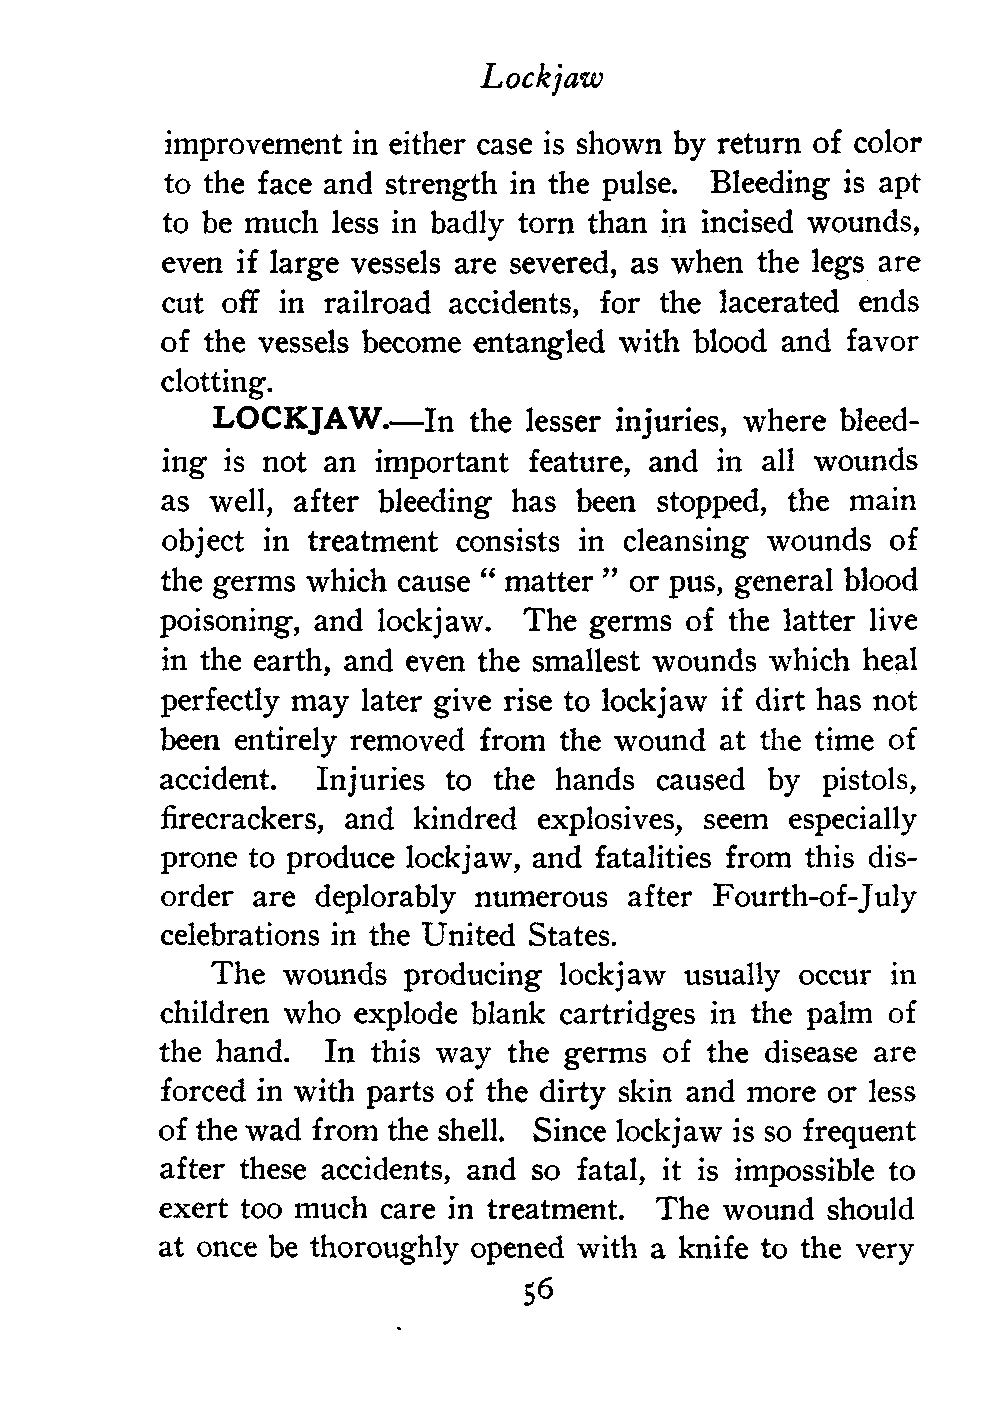 Lockjaw
improvement in either case is shown by return of color
to the face and strength in the pulse. Bleeding is apt
to be much less in badly torn than in incised wounds,
even if large vessels are severed, as when the legs are
cut off in railroad accidents, for the lacerated ends
of the vessels become entangled with blood and favor
clotting.
LOCKJAW.—In the lesser injuries, where bleed-
ing is not an important feature, and in all wounds
as well, after bleeding has been stopped, the main
object in treatment consists in cleansing wounds of
the germs which cause “ matter ” or pus, general blood
poisoning, and lockjaw. The germs of the latter live
in the earth, and even the smallest wounds which heal
perfectly may later give rise to lockjaw if dirt has not
been entirely removed from the wound at the time of
accident. Injuries to the hands caused by pistols,
firecrackers, and kindred explosives, seem especially
prone to produce lockjaw, and fatalities from this dis-
order are deplorably numerous after Fourth-of-July
celebrations in the United States.
The wounds producing lockjaw usually occur in
children who explode blank cartridges in the palm of
the hand. In this way the germs of the disease are
forced in with parts of the dirty skin and more or less
of the wad from the shell. Since lockjaw is so frequent
after these accidents, and so fatal, it is impossible to
exert too much care in treatment. The wound should
at once be thoroughly opened with a knife to the very
56